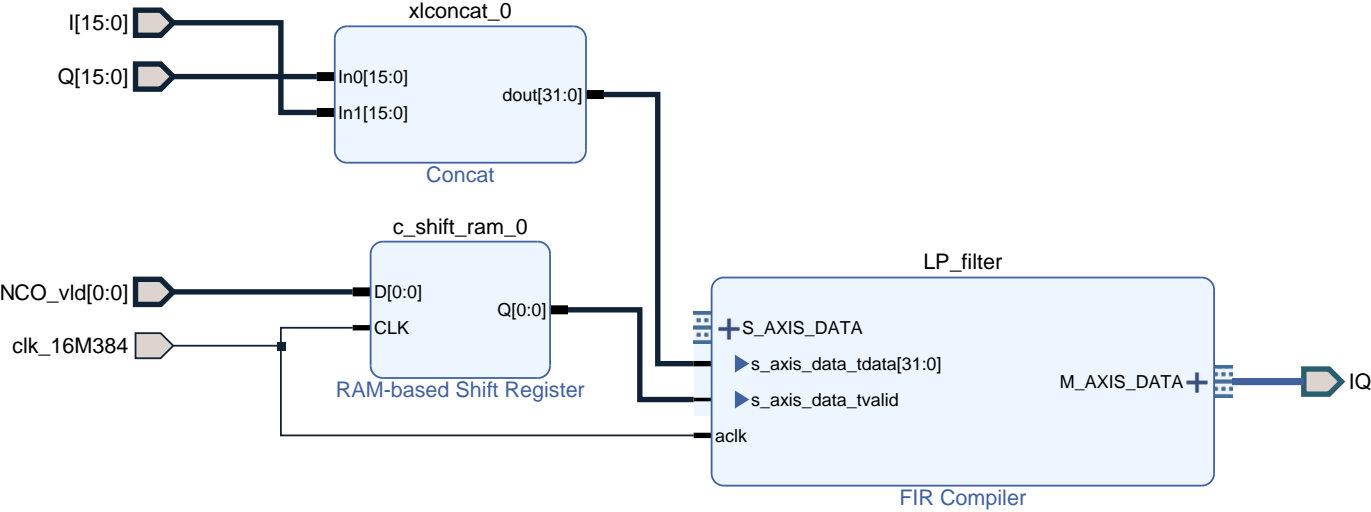 xlconcat_0
I[15:0]
Q[15:0]
In0[15:0]
In1[15:0]
dout[31:0]
Concat
c_shift_ram_0
NCO_vld[0:0]
clk_16M384
D[0:0]
CLK
Q[0:0]
RAM-based Shift Register
LP_filter
S_AXIS_DATA
s_axis_data_tdata[31:0]
s_axis_data_tvalid
aclk
M_AXIS_DATA
IQ
FIR Compiler